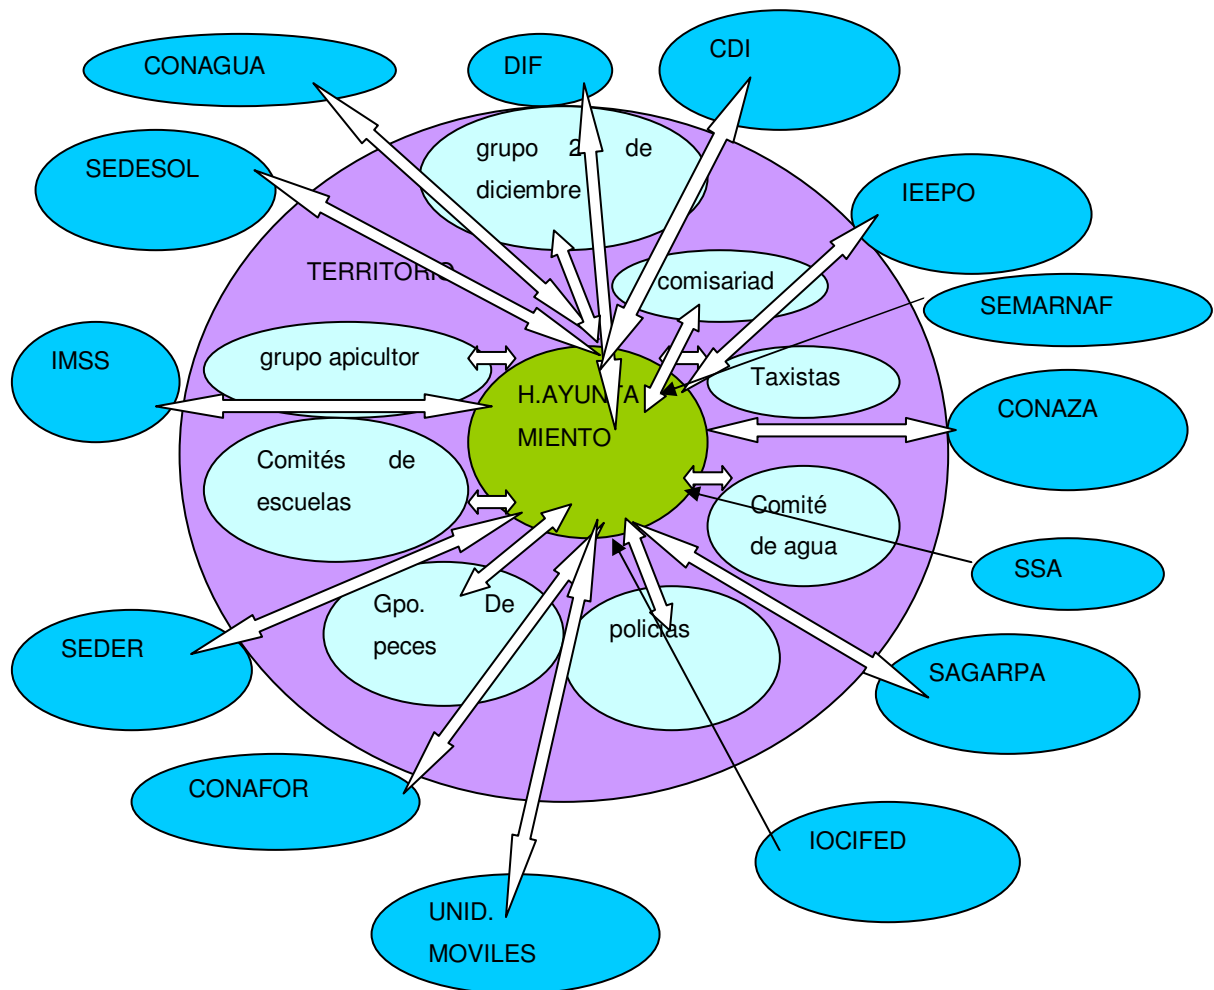 CONAGUA
DIF
CDI
SEDESOL
grupo 2 de
diciembre
IEEPO
TERRITORIO
comisariad
SEMARNAF
IMSS
grupo apicultor
H.AYUNTA
MIENTO
Taxistas
CONAZA
Comités de
escuelas
Comité
de agua
SSA
Gpo. De
peces
policías
SEDER
SAGARPA
CONAFOR
IOCIFED
UNID.
MOVILES